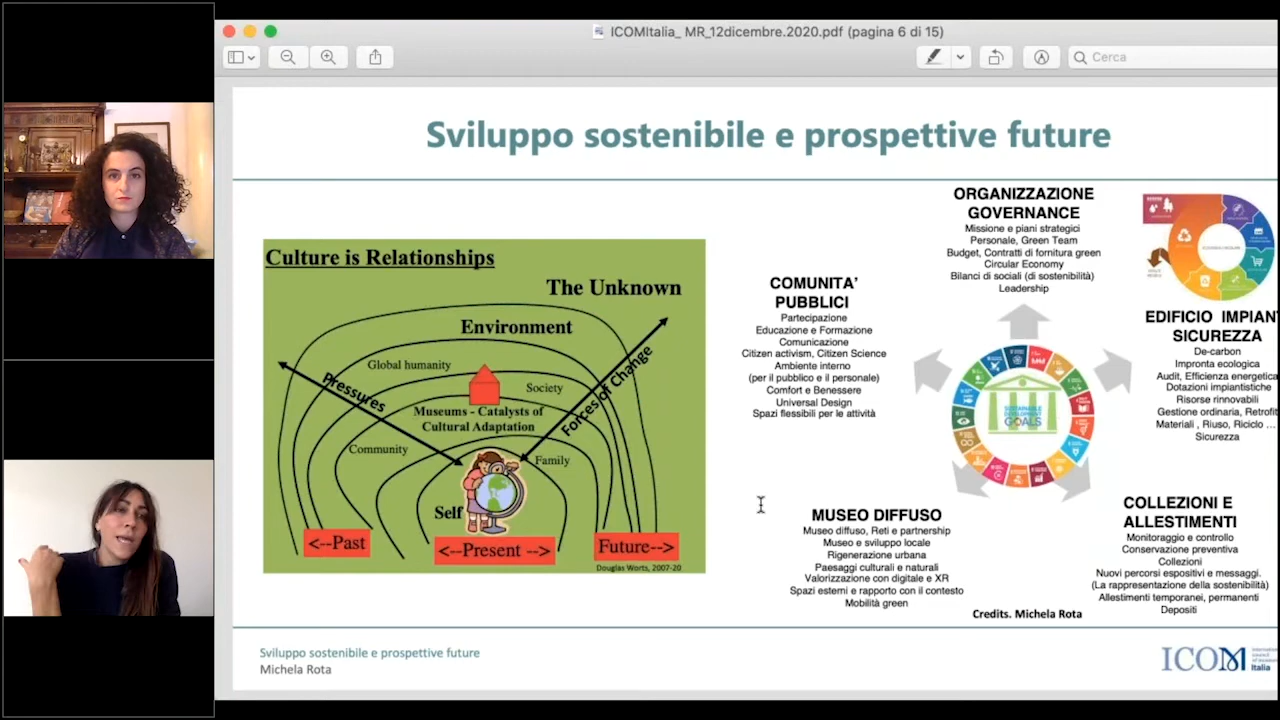 ICOMItalia_ MR_12dicembre.2020.pdf (pagina 6 di 15)
Cerca
Sviluppo sostenibile e prospettive future
Culture is Relationships
The Unknown
Environment
Global humanity
Pressures
Society
Forces of Change
Museums - Catalysts of
Cultural Adaptation
Community
Family
Self
<--Past
<--Present -->
Future-->
Douglas Worts, 2007-20
COMUNITA'
PUBBLICI
Partecipazione
Educazione e Formazione
Comunicazione
Citizen activism, Citizen Science
Ambiente interno
(per il pubblico e il personale)
Comfort e Benessere
Universal Design
Spazi flessibili per le attività
ORGANIZZAZIONE
GOVERNANCE
Missione e piani strategici
Personale, Green Team
Budget, Contratti di fornitura green
Circular Economy
Bilanci di sociali (di sostenibilità)
Leadership
SUSTAINABLE
DEVELOPMENT
GOALS
EDIFICIO IMPIAN
SICUREZZA
De-carbon
Impronta ecologica
Audit, Efficienza energetica
Dotazioni impiantistiche
Risorse rinnovabili
Gestione ordinaria, Retrofit
Materiali , Riuso, Riciclo ...
Sicurezza
MUSEO DIFFUSO
Museo diffuso, Reti e partnership
Museo e sviluppo locale
Rigenerazione urbana
Paesaggi culturali e naturali
Valorizzazione con digitale e XR
Spazi esterni e rapporto con il contesto
Mobilità green
COLLEZIONI E
ALLESTIMENTI
Monitoraggio e controllo
Conservazione preventiva
Collezioni
Nuovi percorsi espositivi e messaggi.
(La rappresentazione della sostenibilità)
Allestimenti temporanei, permanenti
Depositi
Credits. Michela Rota
Sviluppo sostenibile e prospettive future
Michela Rota
ICOM
council
Italia